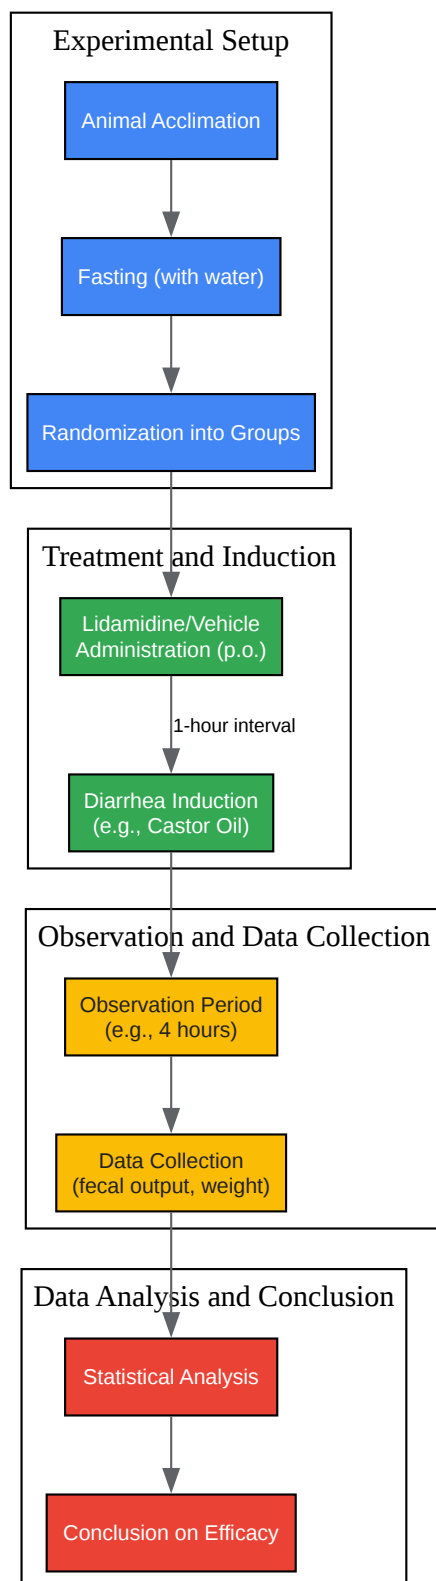 Experimental Setup
Animal Acclimation
Fasting (with water)
Randomization into Groups
Treatment and Induction
Lidamidine/Vehicle
Administration (p.o.)
1-hour interval
Diarrhea Induction
(e.g., Castor Oil)
Observation and Data Collection
Observation Period
(e.g., 4 hours)
Data Collection
(fecal output, weight)
Data Analysis and Conclusion
Statistical Analysis
Conclusion on Efficacy